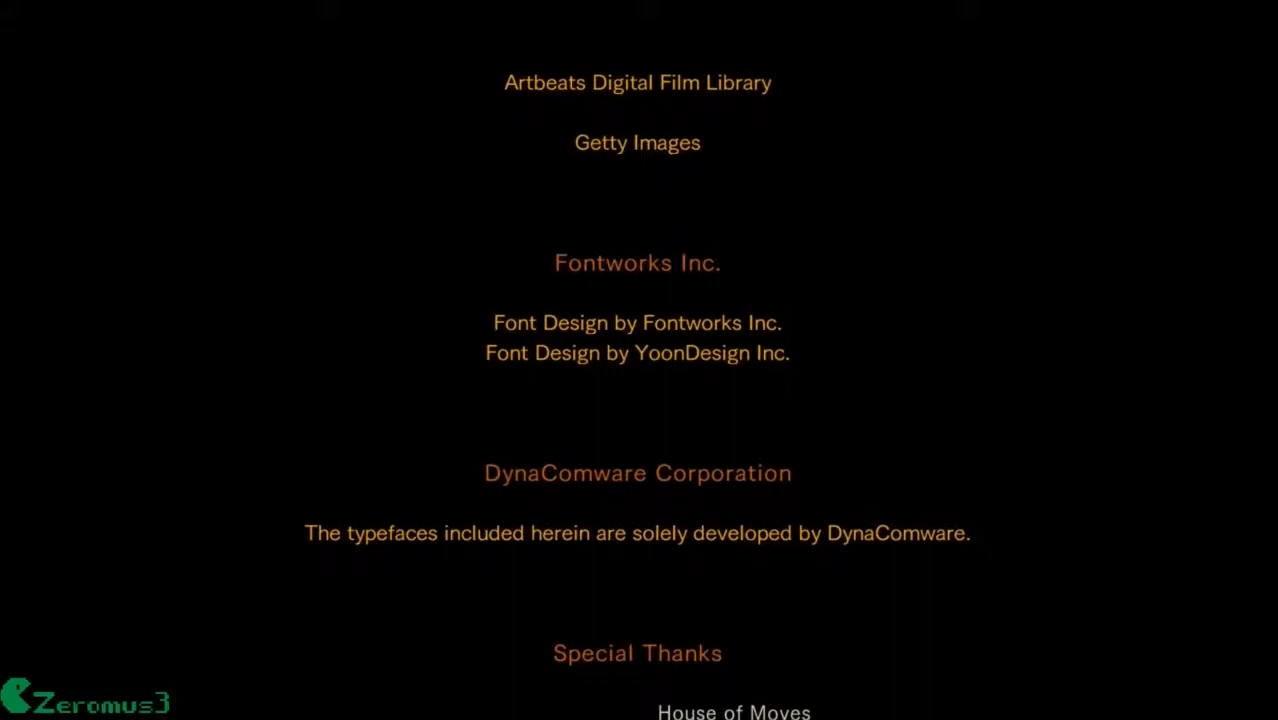 Artbeats Digital Film Library
Getty Images
Fontworks Inc.
Font Design by Fontworks Inc.
Font Design by YoonDesign Inc.
DynaComware Corporation
The typefaces included herein are solely developed by DynaComware.
Special Thanks
Zeromus3
House of Moves